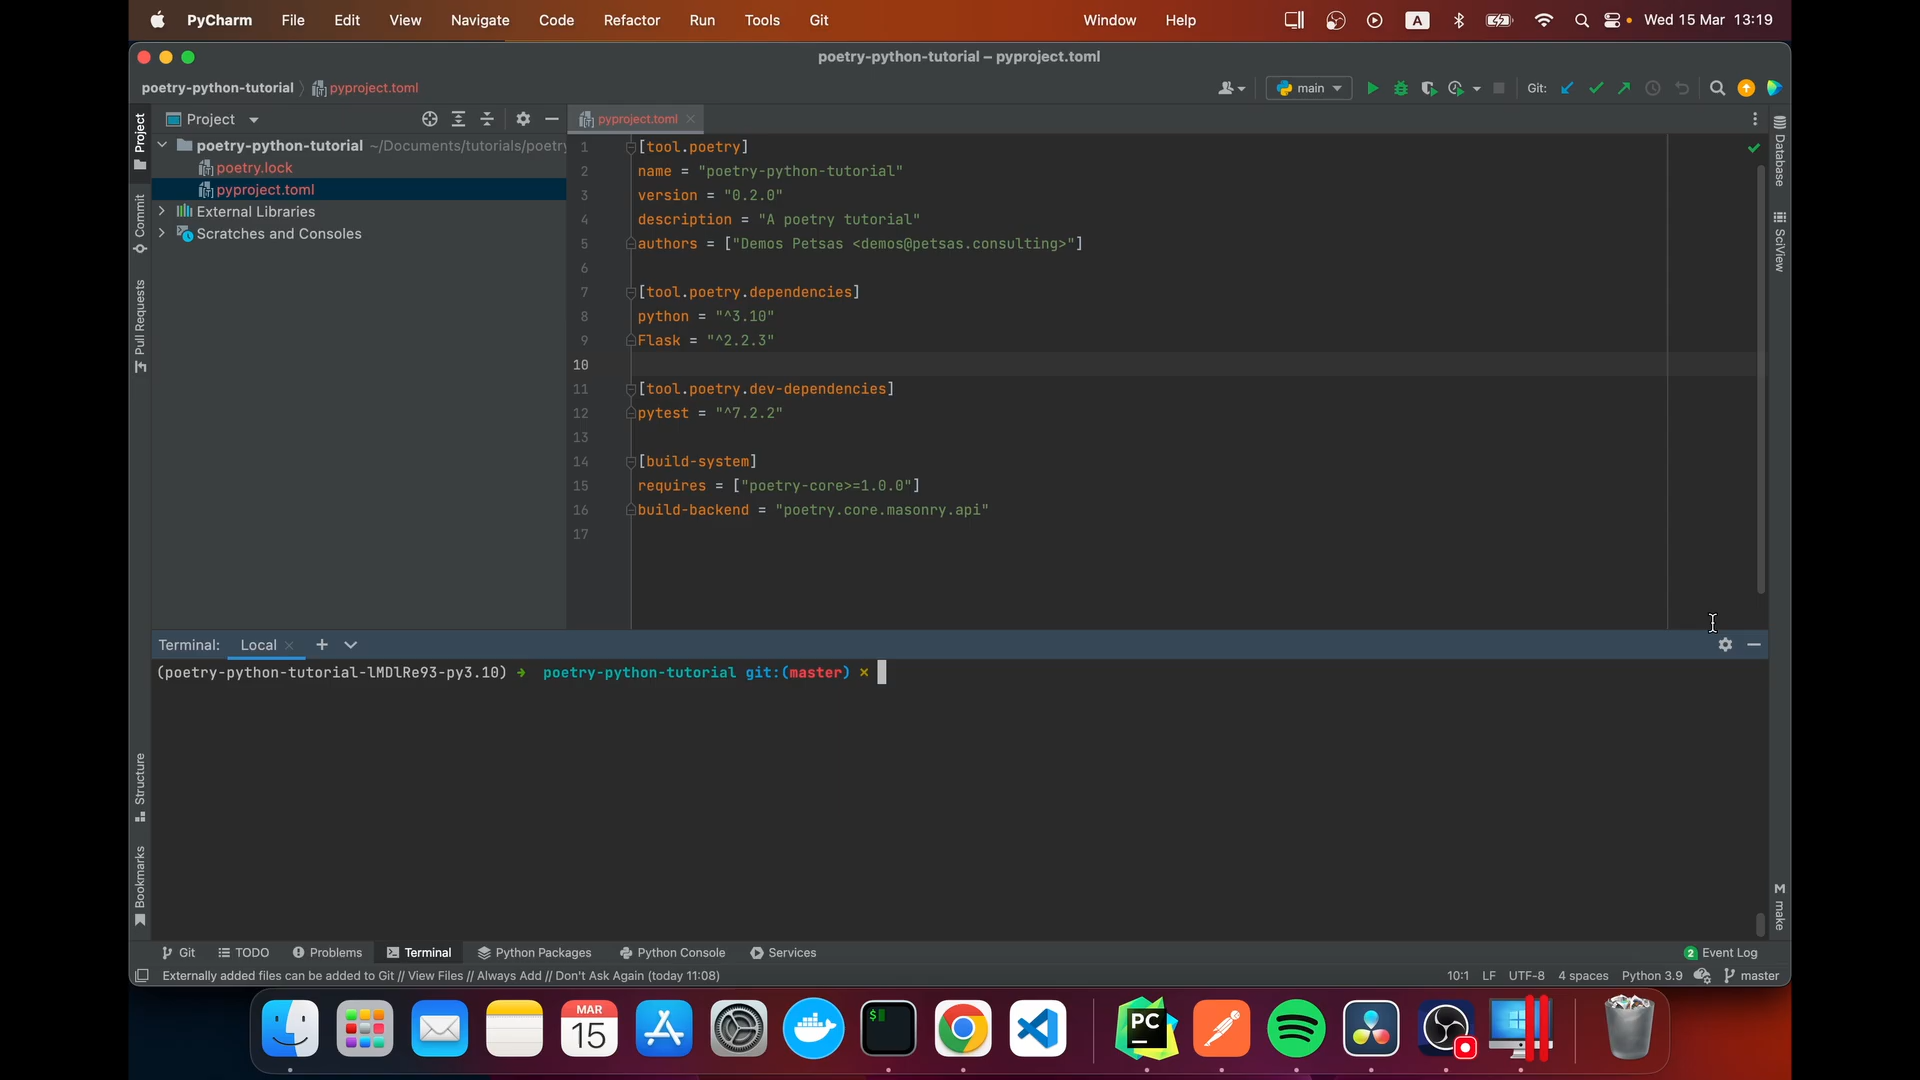 PyCharm File Edit View Navigate Code Refactor Run Tools Git Window Help A Wed 15 Mar 13:19
poetry-python-tutorial – pyproject.toml
poetry-python-tutorial pyproject.toml main Git:
Project pyproject.toml
poetry-python-tutorial ~/Documents/tutorials/poetry
poetry.lock
pyproject.toml
External Libraries
Scratches and Consoles
Project
Commit
Pull Requests
Structure
Bookmarks
1 [tool.poetry]
2 name = "poetry-python-tutorial"
3 version = "0.2.0"
4 description = "A poetry tutorial"
5 authors = ["Demos Petsas <demos@petsas.consulting>"]
6
7 [tool.poetry.dependencies]
8 python = "^3.10"
9 Flask = "^2.2.3"
10
11 [tool.poetry.dev-dependencies]
12 pytest = "^7.2.2"
13
14 [build-system]
15 requires = ["poetry-core>=1.0.0"]
16 build-backend = "poetry.core.masonry.api"
17
Database
SciView
M make
Terminal: Local
(poetry-python-tutorial-lMDlRe93-py3.10) → poetry-python-tutorial git:(master) ×
Git TODO Problems Terminal Python Packages Python Console Services 2 Event Log
Externally added files can be added to Git // View Files // Always Add // Don't Ask Again (today 11:08) 10:1 LF UTF-8 4 spaces Python 3.9 master
MAR
15
$
PC